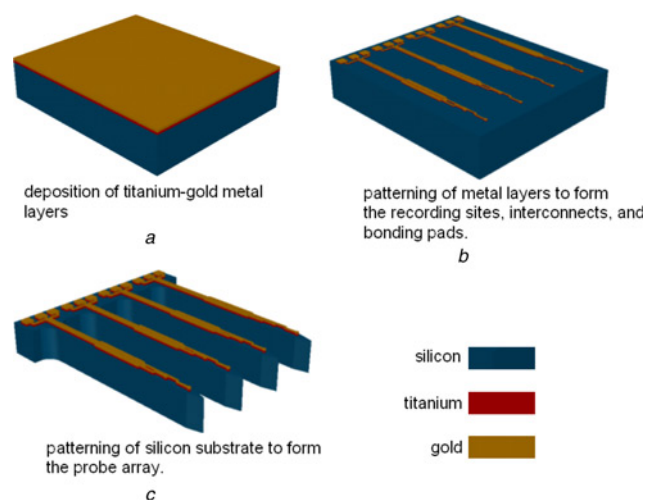 deposition of titanium-gold metal
layers
a
patterning of metal layers to form
the recording sites, interconnects, and
bonding pads.
b
patterning of silicon substrate to form
the probe array.
c
silicon
titanium
gold